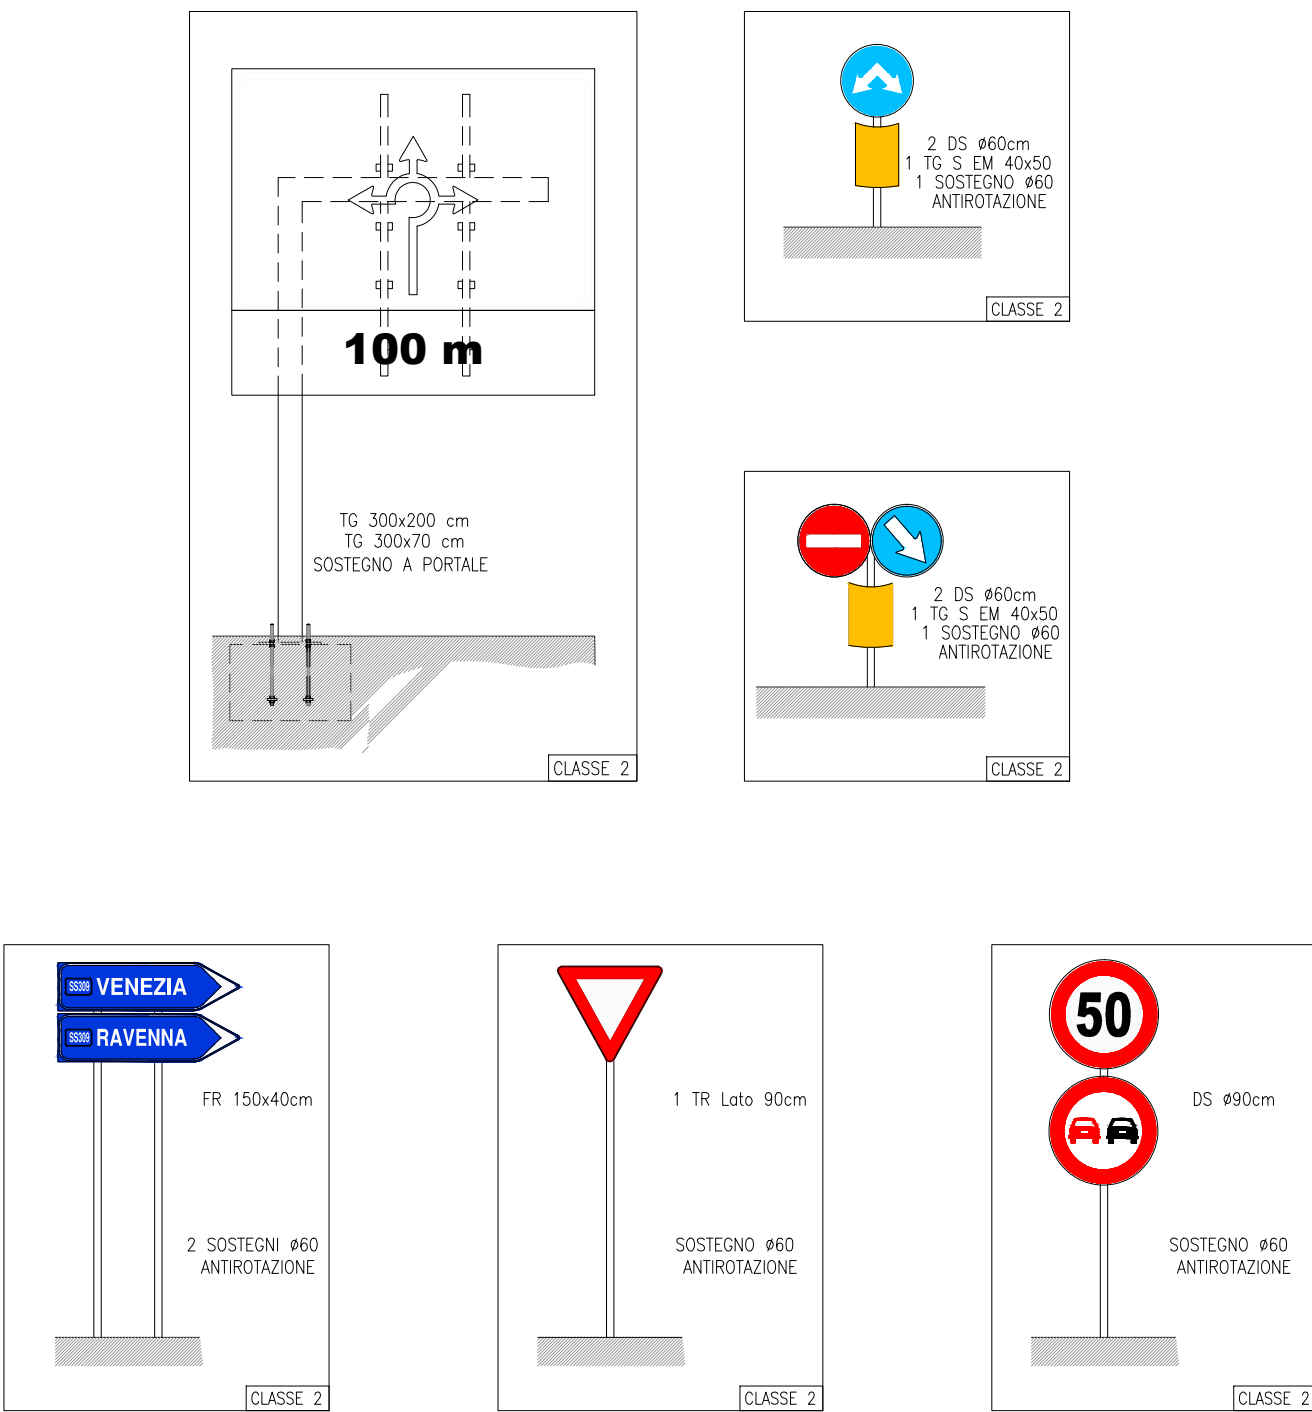 100 m
TG 300x200 cm
TG 300x70 cm
SOSTEGNO A PORTALE
CLASSE 2
2 DS ø60cm
1 TG S EM 40x50
1 SOSTEGNO ø60
ANTIROTAZIONE
CLASSE 2
2 DS ø60cm
1 TG S EM 40x50
1 SOSTEGNO ø60
ANTIROTAZIONE
CLASSE 2
SS309 VENEZIA
SS309 RAVENNA
FR 150x40cm
2 SOSTEGNI ø60
ANTIROTAZIONE
CLASSE 2
1 TR Lato 90cm
SOSTEGNO ø60
ANTIROTAZIONE
CLASSE 2
50
DS ø90cm
SOSTEGNO ø60
ANTIROTAZIONE
CLASSE 2